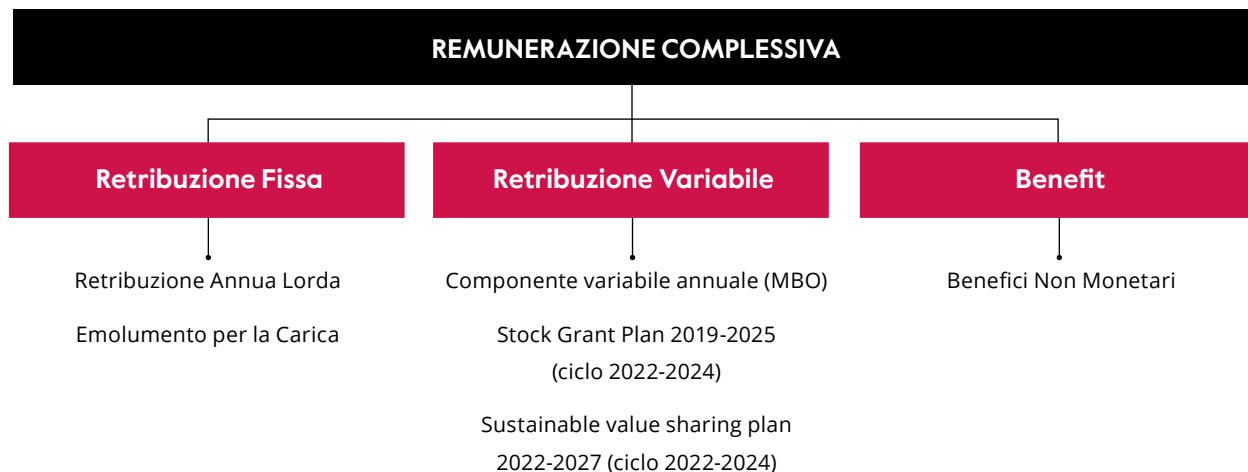 REMUNERAZIONE COMPLESSIVA
Retribuzione Fissa
Retribuzione Annua Lorda
Emolumento per la Carica
Retribuzione Variabile
Componente variabile annuale (MBO)
Stock Grant Plan 2019-2025
(ciclo 2022-2024)
Sustainable value sharing plan
2022-2027 (ciclo 2022-2024)
Benefit
Benefici Non Monetari